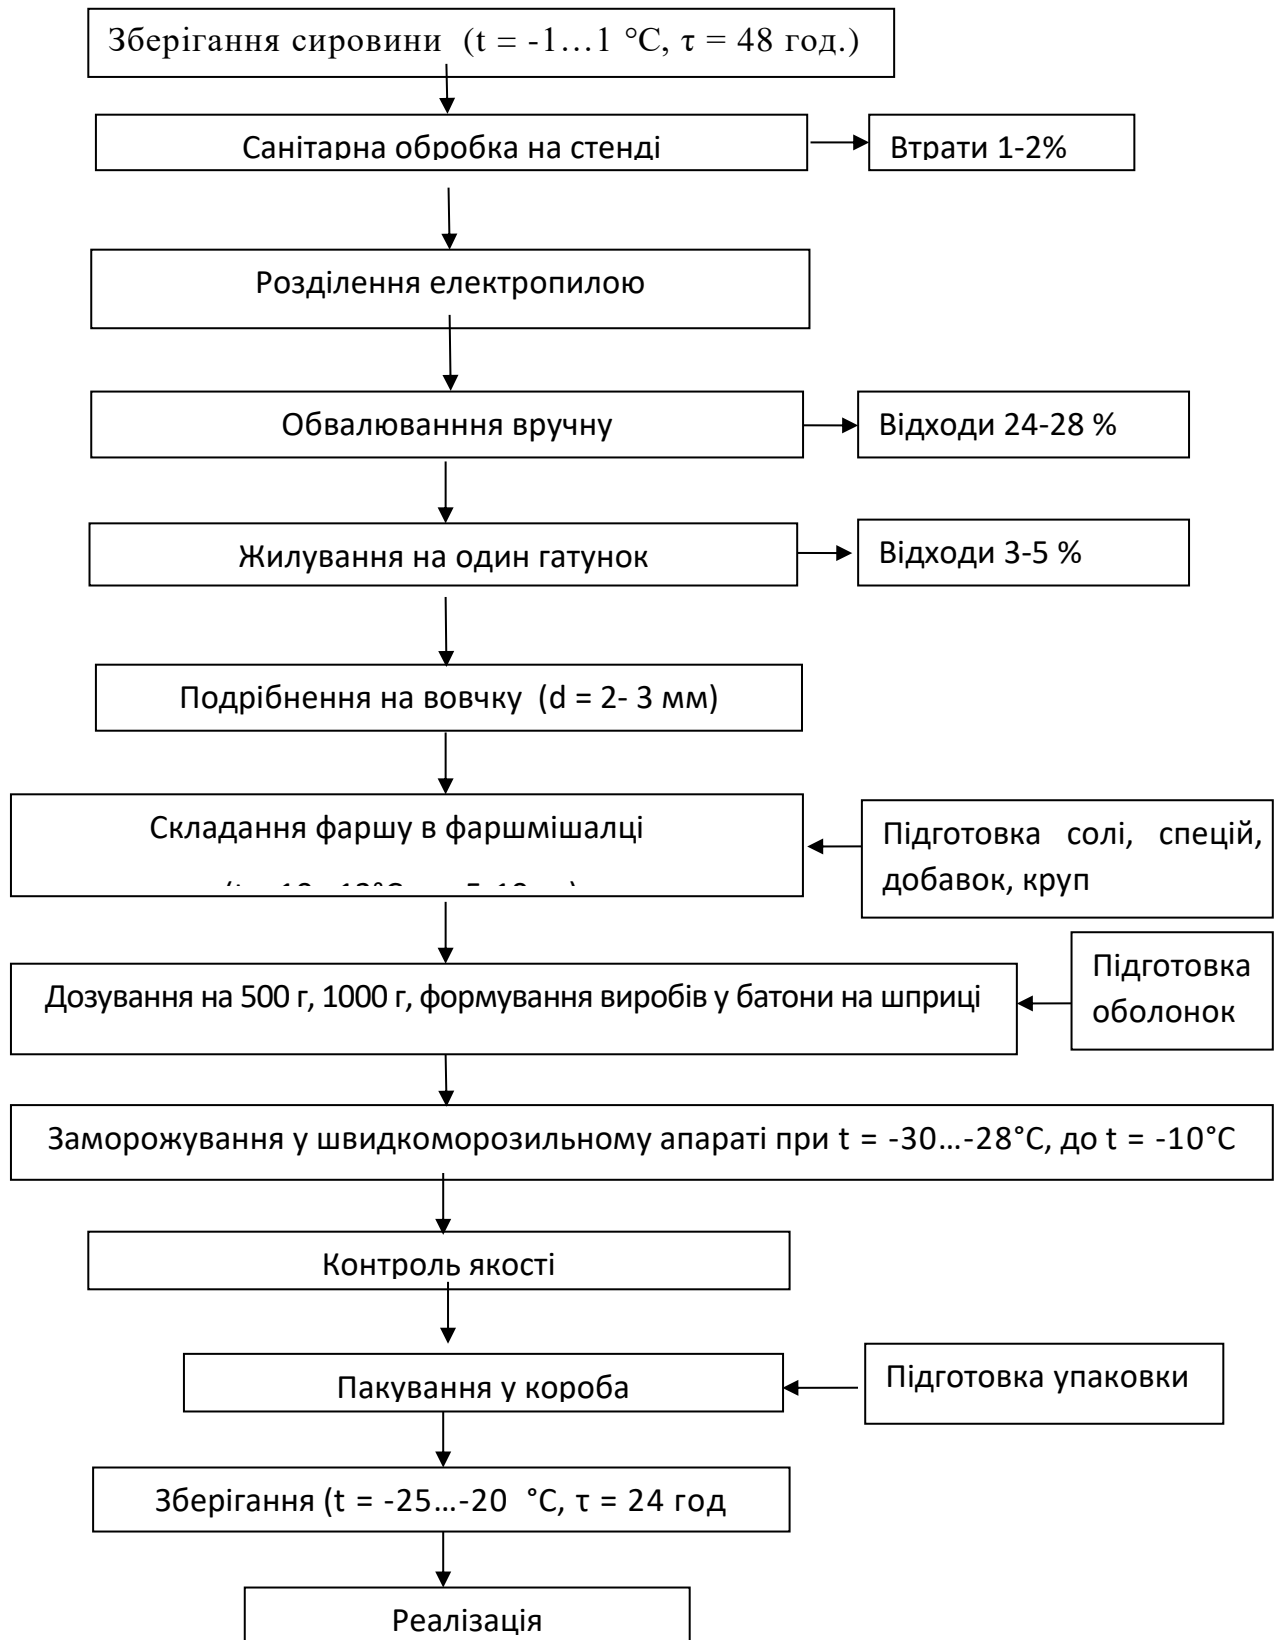 Зберігання сировини (t = -1…1 °C, τ = 48 год.)
Санітарна обробка на стенді
Втрати 1-2%
Розділення електропилою
Обвалюванння вручну
Відходи 24-28 %
Жилування на один гатунок
Відходи 3-5 %
Подрібнення на вовчку (d = 2- 3 мм)
Складання фаршу в фаршмішалці
Підготовка солі, спецій,
добавок, круп
Дозування на 500 г, 1000 г, формування виробів у батони на шприці
Підготовка
оболонок
Заморожування у швидкоморозильному апараті при t = -30…-28°C, до t = -10°C
Контроль якості
Пакування у короба
Підготовка упаковки
Зберігання (t = -25…-20 °C, τ = 24 год
Реалізація